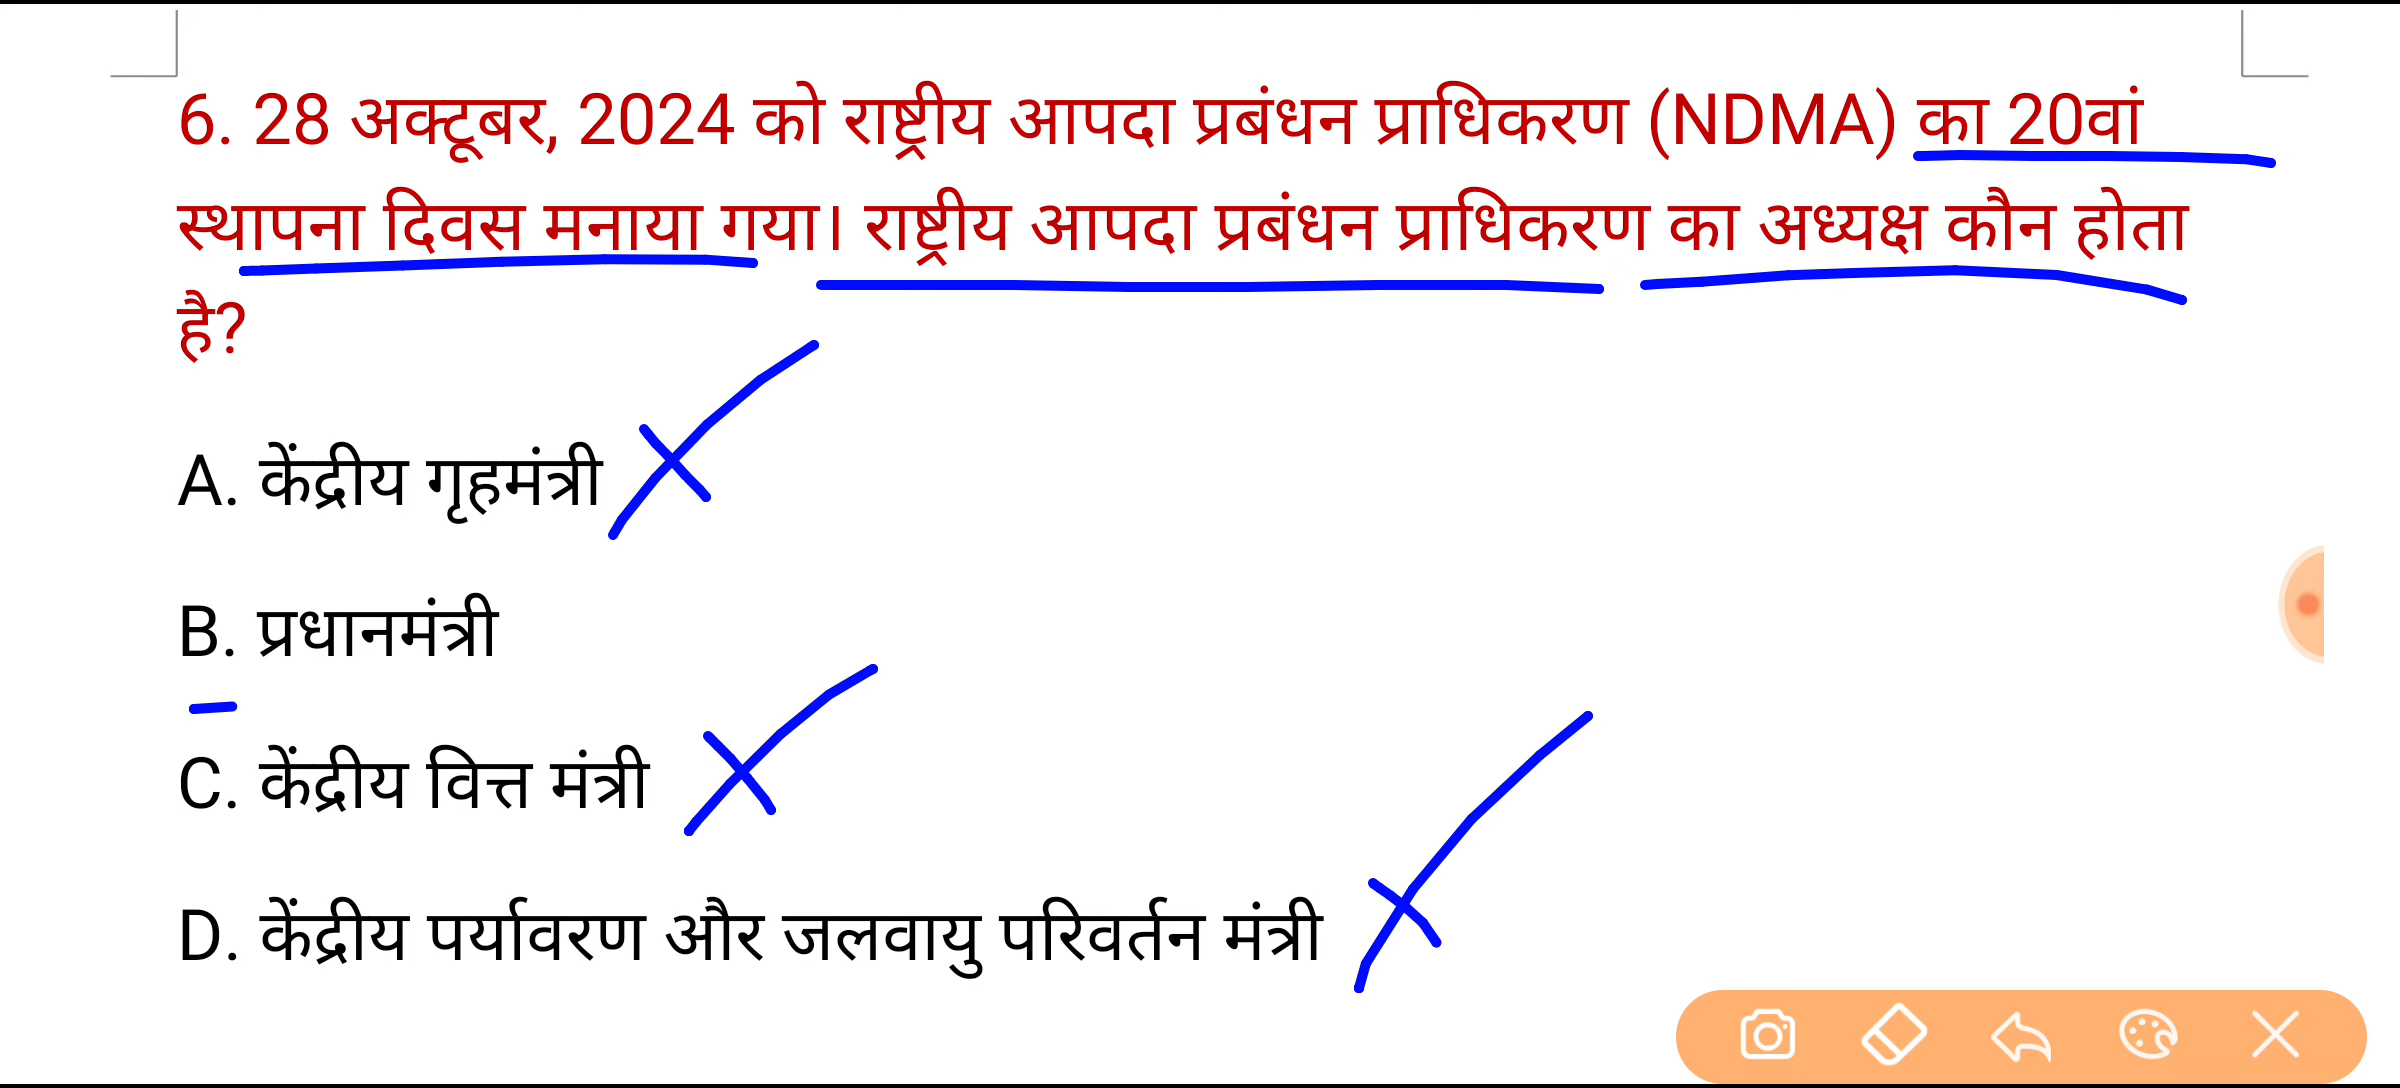 6. 28 अक्टूबर, 2024 को राष्ट्रीय आपदा प्रबंधन प्राधिकरण (NDMA) का 20वां
स्थापना दिवस मनाया गया। राष्ट्रीय आपदा प्रबंधन प्राधिकरण का अध्यक्ष कौन होता
है?
A. केंद्रीय गृहमंत्री
B. प्रधानमंत्री
C. केंद्रीय वित्त मंत्री
D. केंद्रीय पर्यावरण और जलवायु परिवर्तन मंत्री